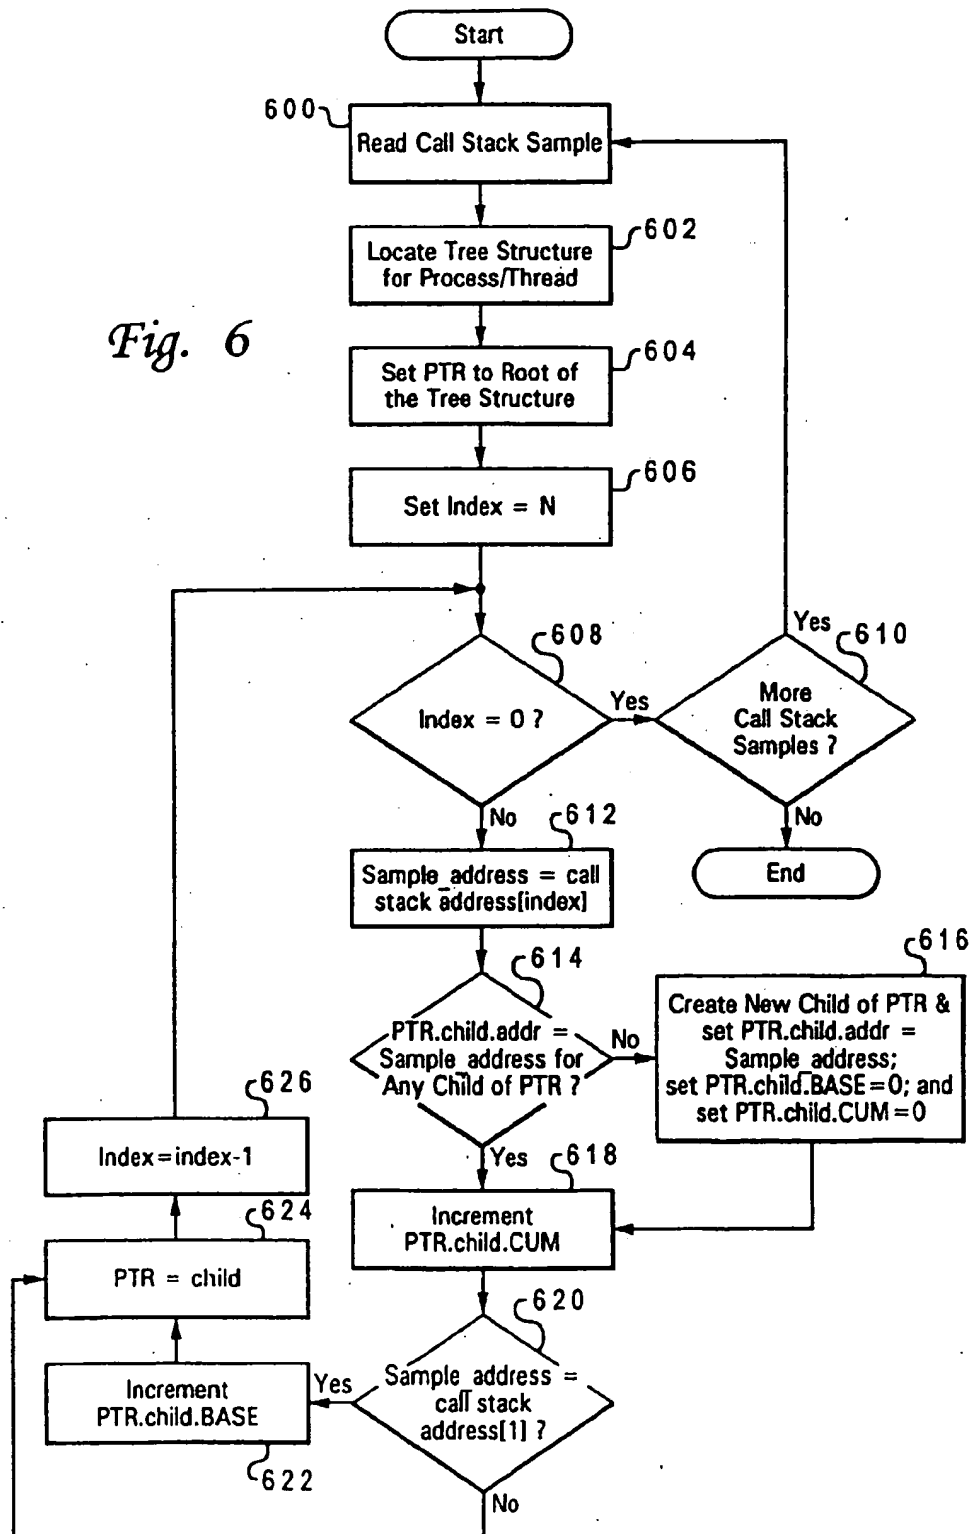 Start
600
Read Call Stack Sample
602
Locate Tree Structure
for Process/Thread
Fig. 6
604
Set PTR to Root of
the Tree Structure
606
Set Index = N
608
Index = 0 ?
Yes
Yes
610
More
Call Stack
Samples ?
No
End
No
612
Sample_address = call
stack address[index]
614
PTR.child.addr =
Sample_address for
Any Child of PTR ?
No
616
Create New Child of PTR &
set PTR.child.addr =
Sample_address;
set PTR.child.BASE=0; and
set PTR.child.CUM=0
Yes
618
Increment
PTR.child.CUM
620
Sample_address =
call stack
address[1] ?
Yes
No
622
Increment
PTR.child.BASE
624
PTR = child
626
Index=index-1